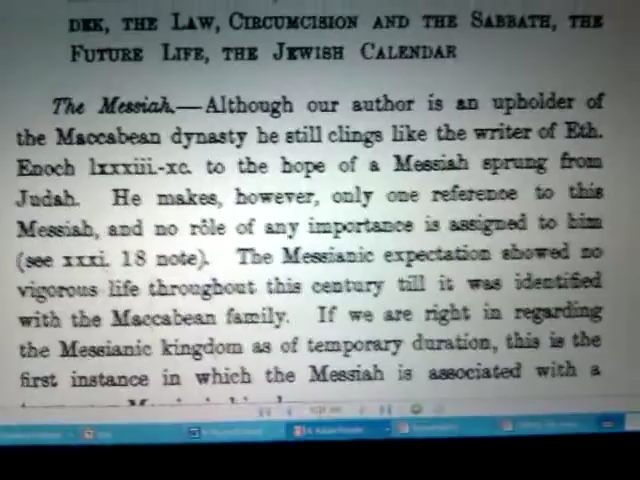 DEK, THE LAW, CIRCUMCISION AND THE SABBATH, THE
FUTURE LIFE, THE JEWISH CALENDAR
The Messiah.—Although our author is an upholder of
the Maccabean dynasty he still clings like the writer of Eth.
Enoch lxxxiii.-xc. to the hope of a Messiah sprung from
Judah. He makes, however, only one reference to this
Messiah, and no rôle of any importance is assigned to him
(see xxxi. 18 note). The Messianic expectation showed no
vigorous life throughout this century till it was identified
with the Maccabean family. If we are right in regarding
the Messianic kingdom as of temporary duration, this is the
first instance in which the Messiah is associated with a